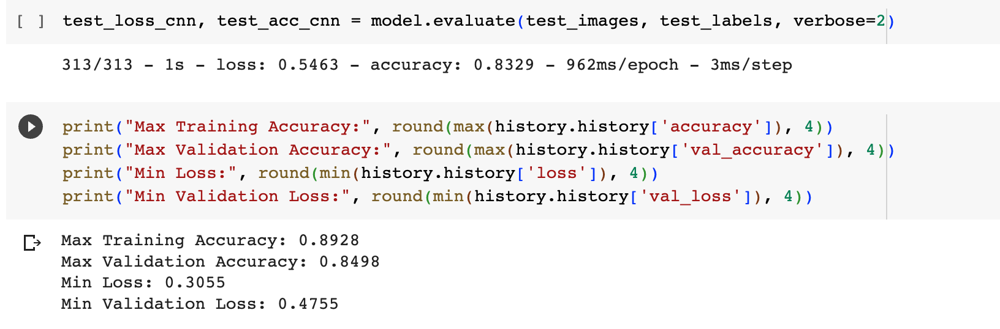 [ ] test_loss_cnn, test_acc_cnn = model.evaluate(test_images, test_labels, verbose=2)
313/313 - 1s - loss: 0.5463 - accuracy: 0.8329 - 962ms/epoch - 3ms/step
print("Max Training Accuracy:", round(max(history.history['accuracy']), 4))
print("Max Validation Accuracy:", round(max(history.history['val_accuracy']), 4))
print("Min Loss:", round(min(history.history['loss']), 4))
print("Min Validation Loss:", round(min(history.history['val_loss']), 4))
Max Training Accuracy: 0.8928
Max Validation Accuracy: 0.8498
Min Loss: 0.3055
Min Validation Loss: 0.4755